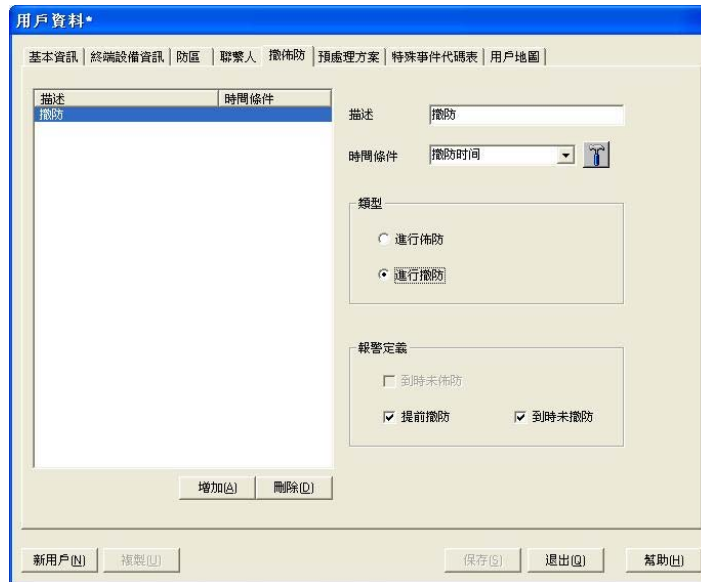 用戶資料*
基本資訊 終端設備資訊 防區 聯繫人 撤佈防 預處理方案 特殊事件代碼表 用戶地圖
描述 時間條件
撤防
描述 撤防
時間條件 撤防时间
類型
進行佈防
進行撤防
報警定義
到時未佈防
提前撤防 到時未撤防
增加(A) 刪除(D)
新用戶(N) 複製(U) 保存(S) 退出(Q) 幫助(H)